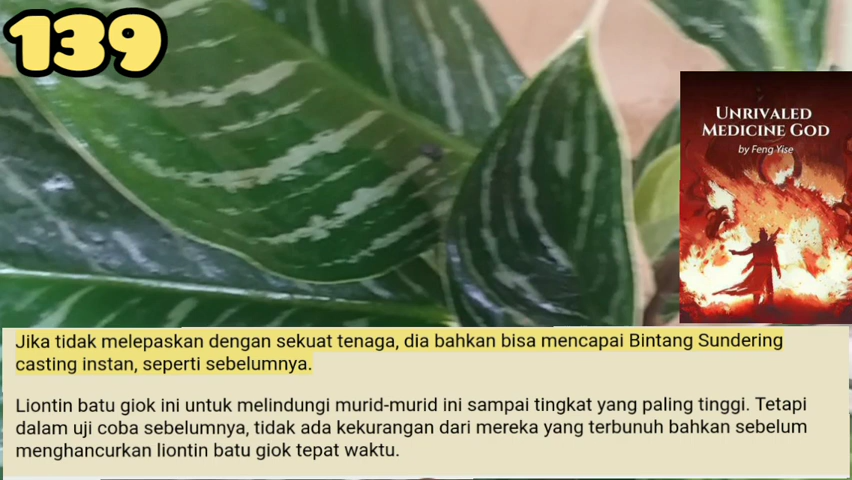 139
UNRIVALED
MEDICINE GOD
by Feng Yise
Jika tidak melepaskan dengan sekuat tenaga, dia bahkan bisa mencapai Bintang Sundering
casting instan, seperti sebelumnya.
Liontin batu giok ini untuk melindungi murid-murid ini sampai tingkat yang paling tinggi. Tetapi
dalam uji coba sebelumnya, tidak ada kekurangan dari mereka yang terbunuh bahkan sebelum
menghancurkan liontin batu giok tepat waktu.